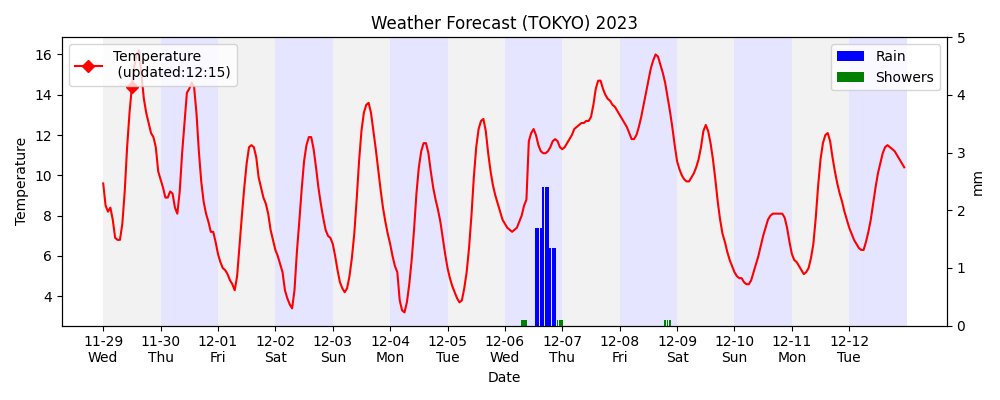 Weather Forecast (TOKYO) 2023
Temperature
(updated:12:15)
Rain
Showers
Temperature
16
14
12
10
8
6
4
5
4
3
2
1
0
mm
11-29 11-30 12-01 12-02 12-03 12-04 12-05 12-06 12-07 12-08 12-09 12-10 12-11 12-12
Wed Thu Fri Sat Sun Mon Tue Wed Thu Fri Sat Sun Mon Tue
Date